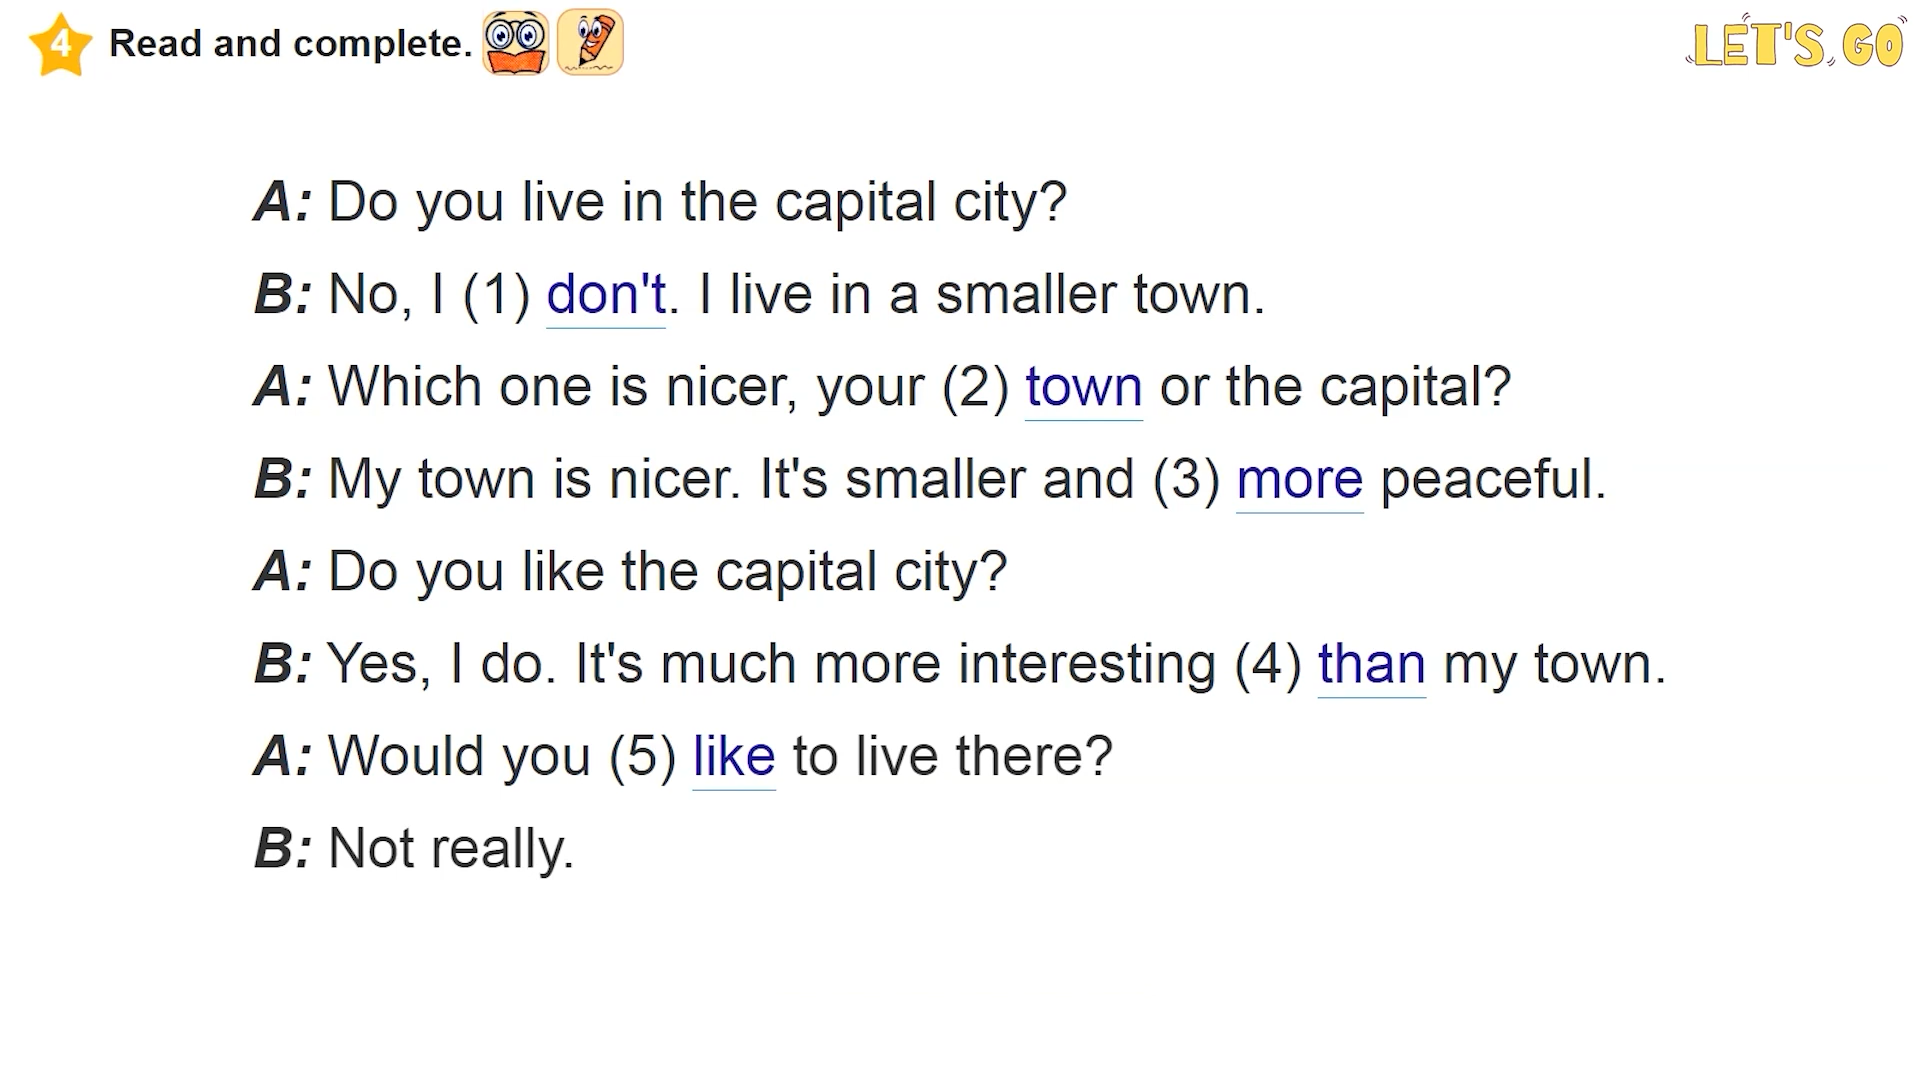 4 Read and complete.
LET'S GO
A: Do you live in the capital city?
B: No, I (1) don't. I live in a smaller town.
A: Which one is nicer, your (2) town or the capital?
B: My town is nicer. It's smaller and (3) more peaceful.
A: Do you like the capital city?
B: Yes, I do. It's much more interesting (4) than my town.
A: Would you (5) like to live there?
B: Not really.